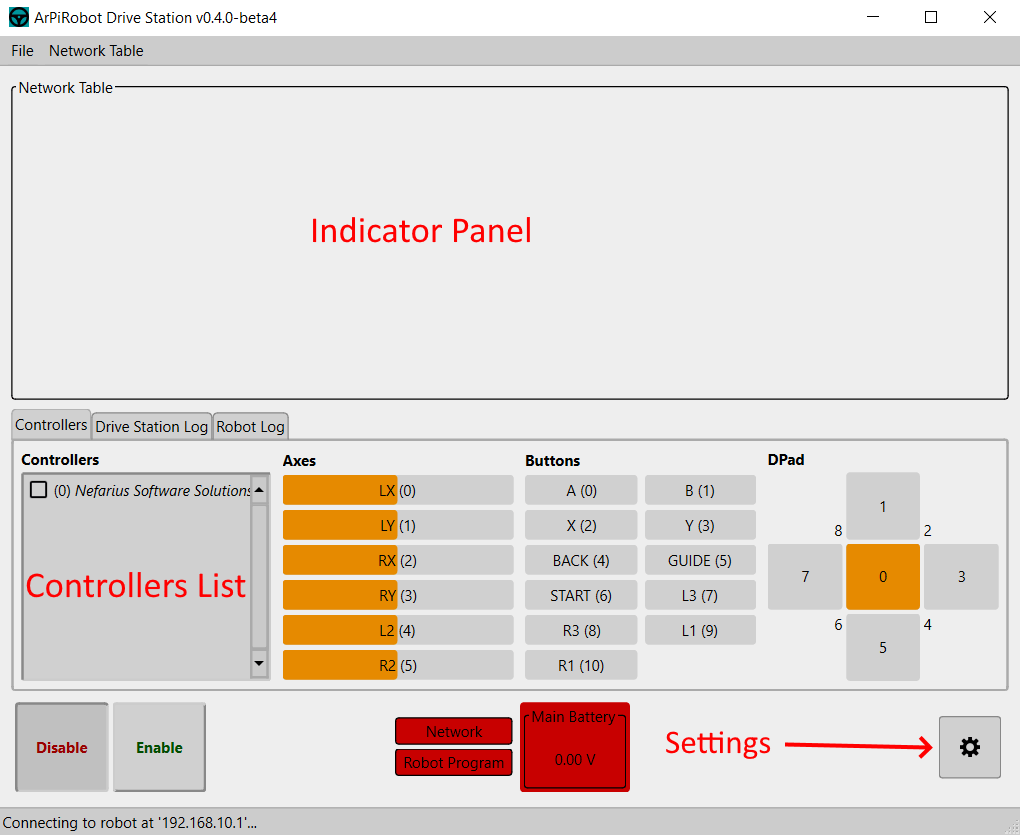 ArPiRobot Drive Station v0.4.0-beta4
File Network Table
Network Table
Indicator Panel
Controllers Drive Station Log Robot Log
Controllers
(0) Nefarius Software Solutions
Controllers List
Axes
LX (0)
LY (1)
RX (2)
RY (3)
L2 (4)
R2 (5)
Buttons
A (0) B (1)
X (2) Y (3)
BACK (4) GUIDE (5)
START (6) L3 (7)
R3 (8) L1 (9)
R1 (10)
DPad
1
8 2
7 0 3
6 4
5
Disable Enable
Network
Robot Program
Main Battery
0.00 V
Settings
Connecting to robot at '192.168.10.1'...